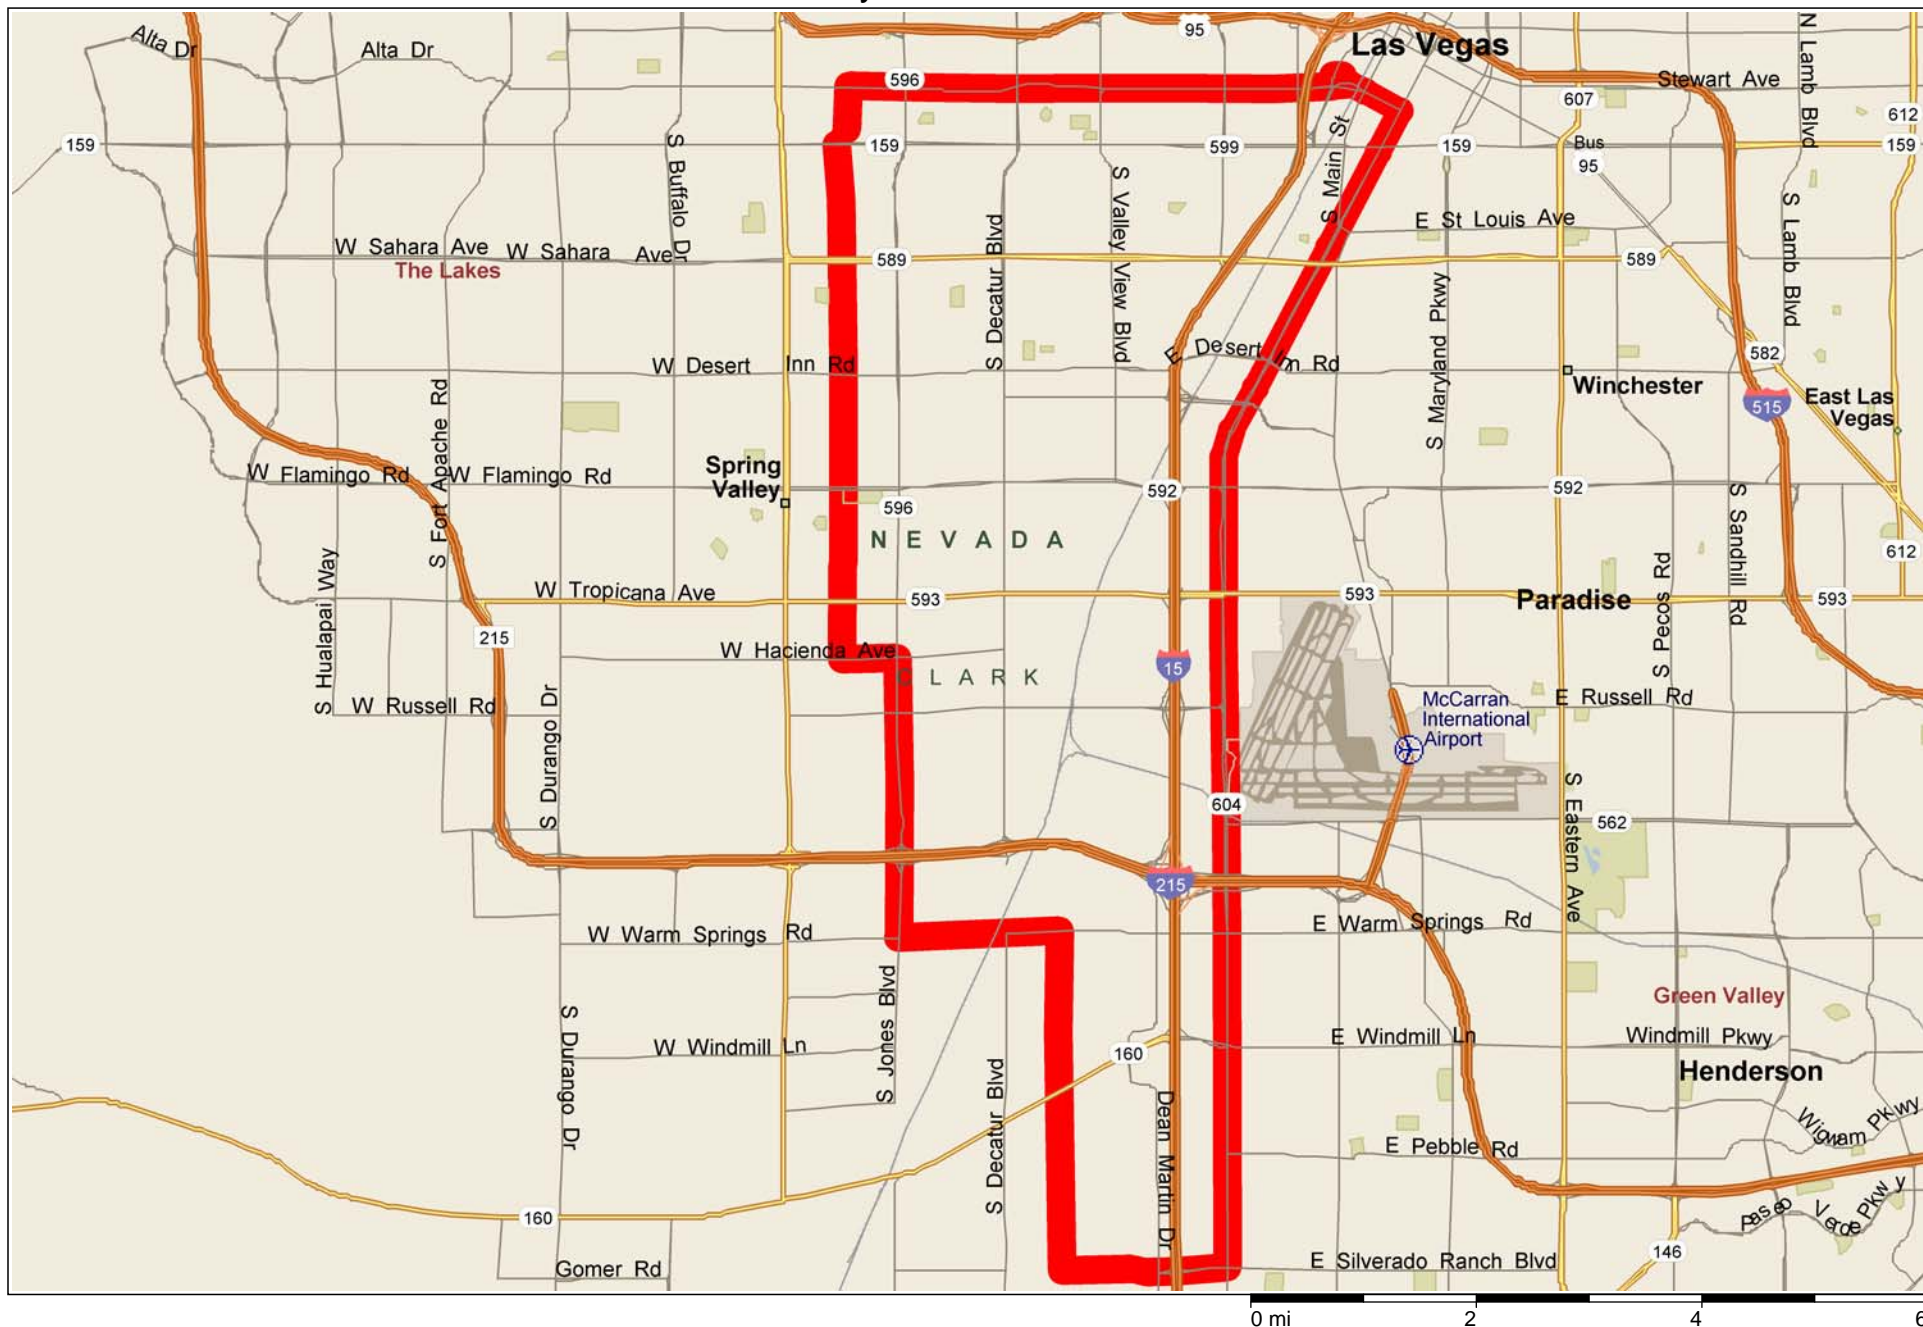 Alta Dr
Alta Dr
95
Las Vegas
N Lamb Blvd
596
Stewart Ave
607
612
159
S Buffalo Dr
159
599
S Main St
159
Bus
95
159
S Valley View Blvd
E St Louis Ave
S Lamb Blvd
W Sahara Ave
W Sahara Ave
The Lakes
589
S Decatur Blvd
589
S Maryland Pkwy
W Desert Inn Rd
E Desert Inn Rd
582
Winchester
515
East Las
Vegas
S Fort Apache Rd
W Flamingo Rd
W Flamingo Rd
Spring
Valley
596
592
592
S Sandhill Rd
NEVADA
612
S Hualapai Way
W Tropicana Ave
593
593
Paradise
S Pecos Rd
593
215
W Hacienda Ave
15
CLARK
W Russell Rd
S Durango Dr
McCarran
International
Airport
E Russell Rd
604
S Eastern Ave
562
215
W Warm Springs Rd
E Warm Springs Rd
S Jones Blvd
Green Valley
S Durango Dr
W Windmill Ln
160
E Windmill Ln
Windmill Pkwy
Henderson
S Decatur Blvd
Dean Martin Dr
Wigwam Pkwy
E Pebble Rd
160
Paseo Verde Pkwy
146
Gomer Rd
E Silverado Ranch Blvd
0 mi 2 4 6